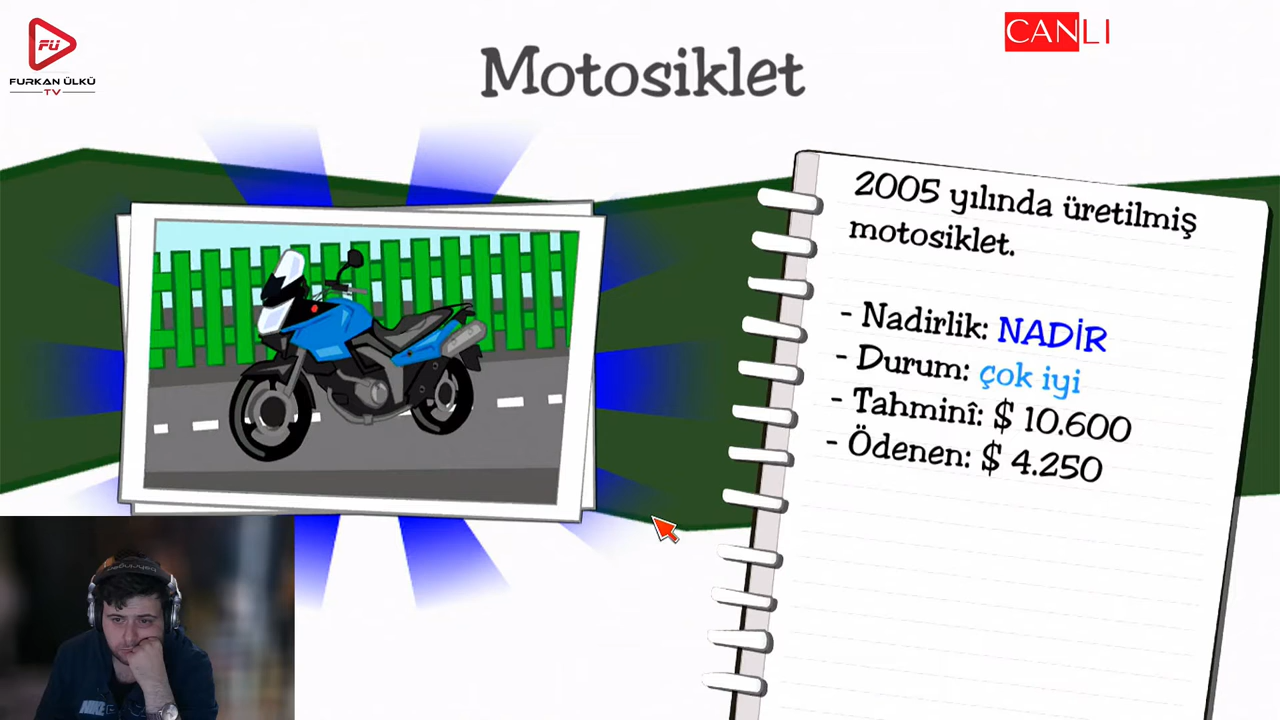 FÜ
FURKAN ÜLKÜ
TV
CANLI
Motosiklet
2005 yılında üretilmiş
motosiklet.
- Nadirlik: NADİR
- Durum: çok iyi
- Tahminî: $ 10.600
- Ödenen: $ 4.250
NIKE